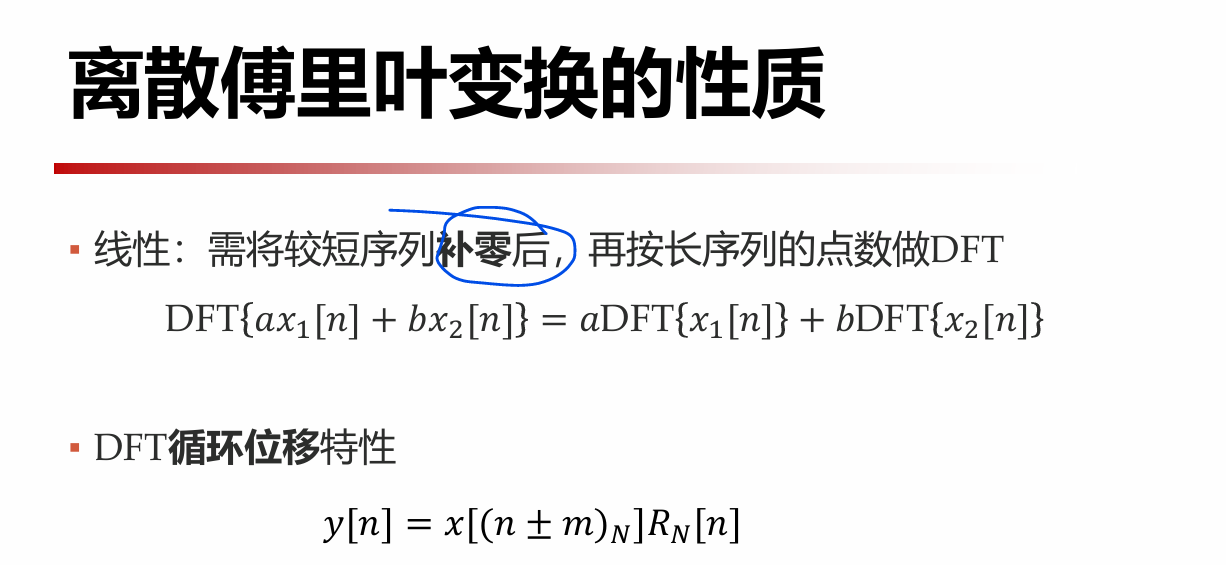 离散傅里叶变换的性质
▪ 线性：需将较短序列补零后，再按长序列的点数做DFT
DFT{ax₁[n] + bx₂[n]} = aDFT{x₁[n]} + bDFT{x₂[n]}
▪ DFT循环位移特性
y[n] = x[(n ± m)_N]R_N[n]